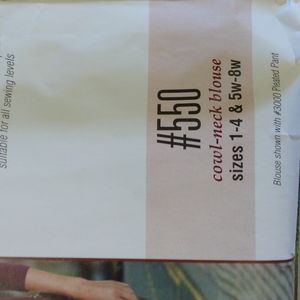 suitable for all sewing levels
#550
cowl-neck blouse
sizes 1-4 & 5w-8w
Blouse shown with #3000 Pleated Pant